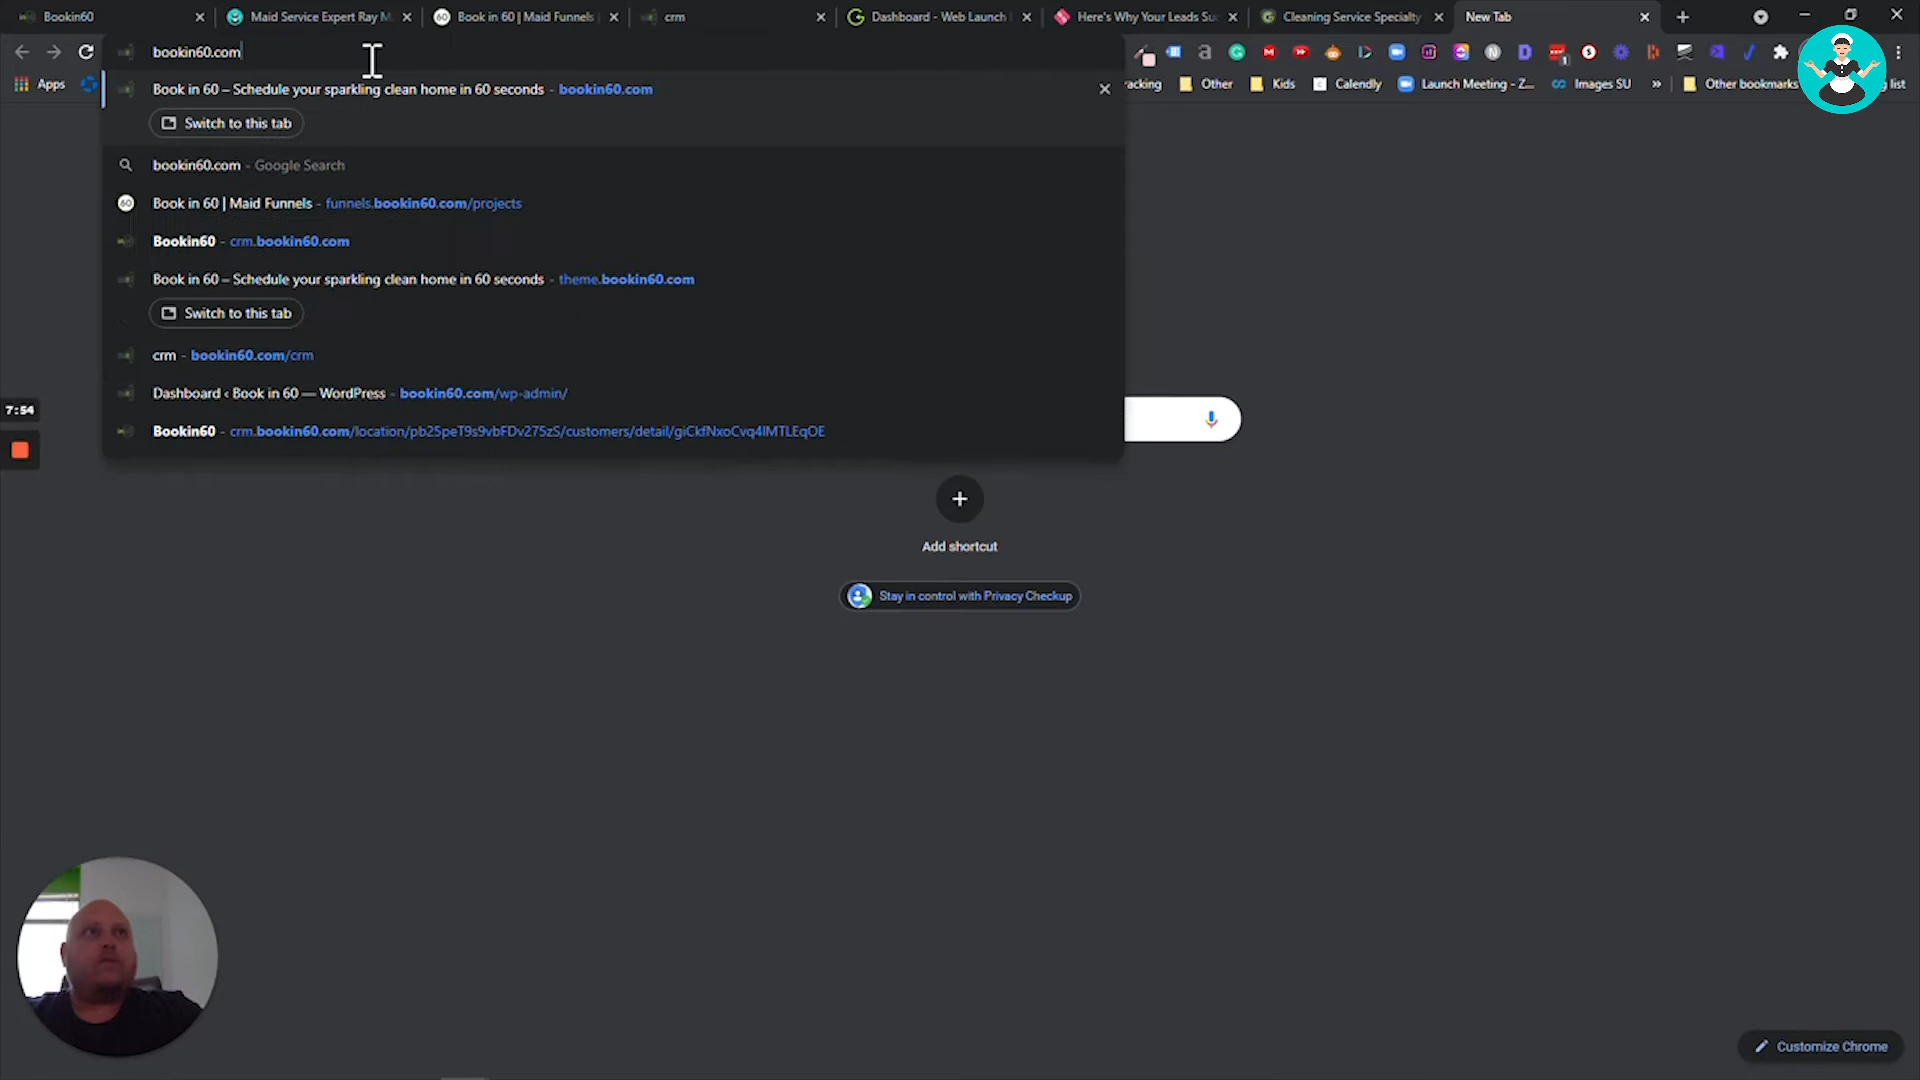 Bookin60
Maid Service Expert Ray M
Book in 60 | Maid Funnels
crm
Dashboard - Web Launch
Here's Why Your Leads Su
Cleaning Service Specialty
New Tab
bookin60.com
Apps
Book in 60 – Schedule your sparkling clean home in 60 seconds - bookin60.com
racking
Other
Kids
Calendly
Launch Meeting - Z...
Images SU
»
Other bookmarks
g list
Switch to this tab
bookin60.com - Google Search
Book in 60 | Maid Funnels - funnels.bookin60.com/projects
Bookin60 - crm.bookin60.com
Book in 60 – Schedule your sparkling clean home in 60 seconds - theme.bookin60.com
Switch to this tab
crm - bookin60.com/crm
Dashboard ‹ Book in 60 — WordPress - bookin60.com/wp-admin/
7:54
Bookin60 - crm.bookin60.com/location/pb25peT9s9vbFDv275zS/customers/detail/giCkfNxoCvq4IMTLEqOE
Add shortcut
Stay in control with Privacy Checkup
Customize Chrome